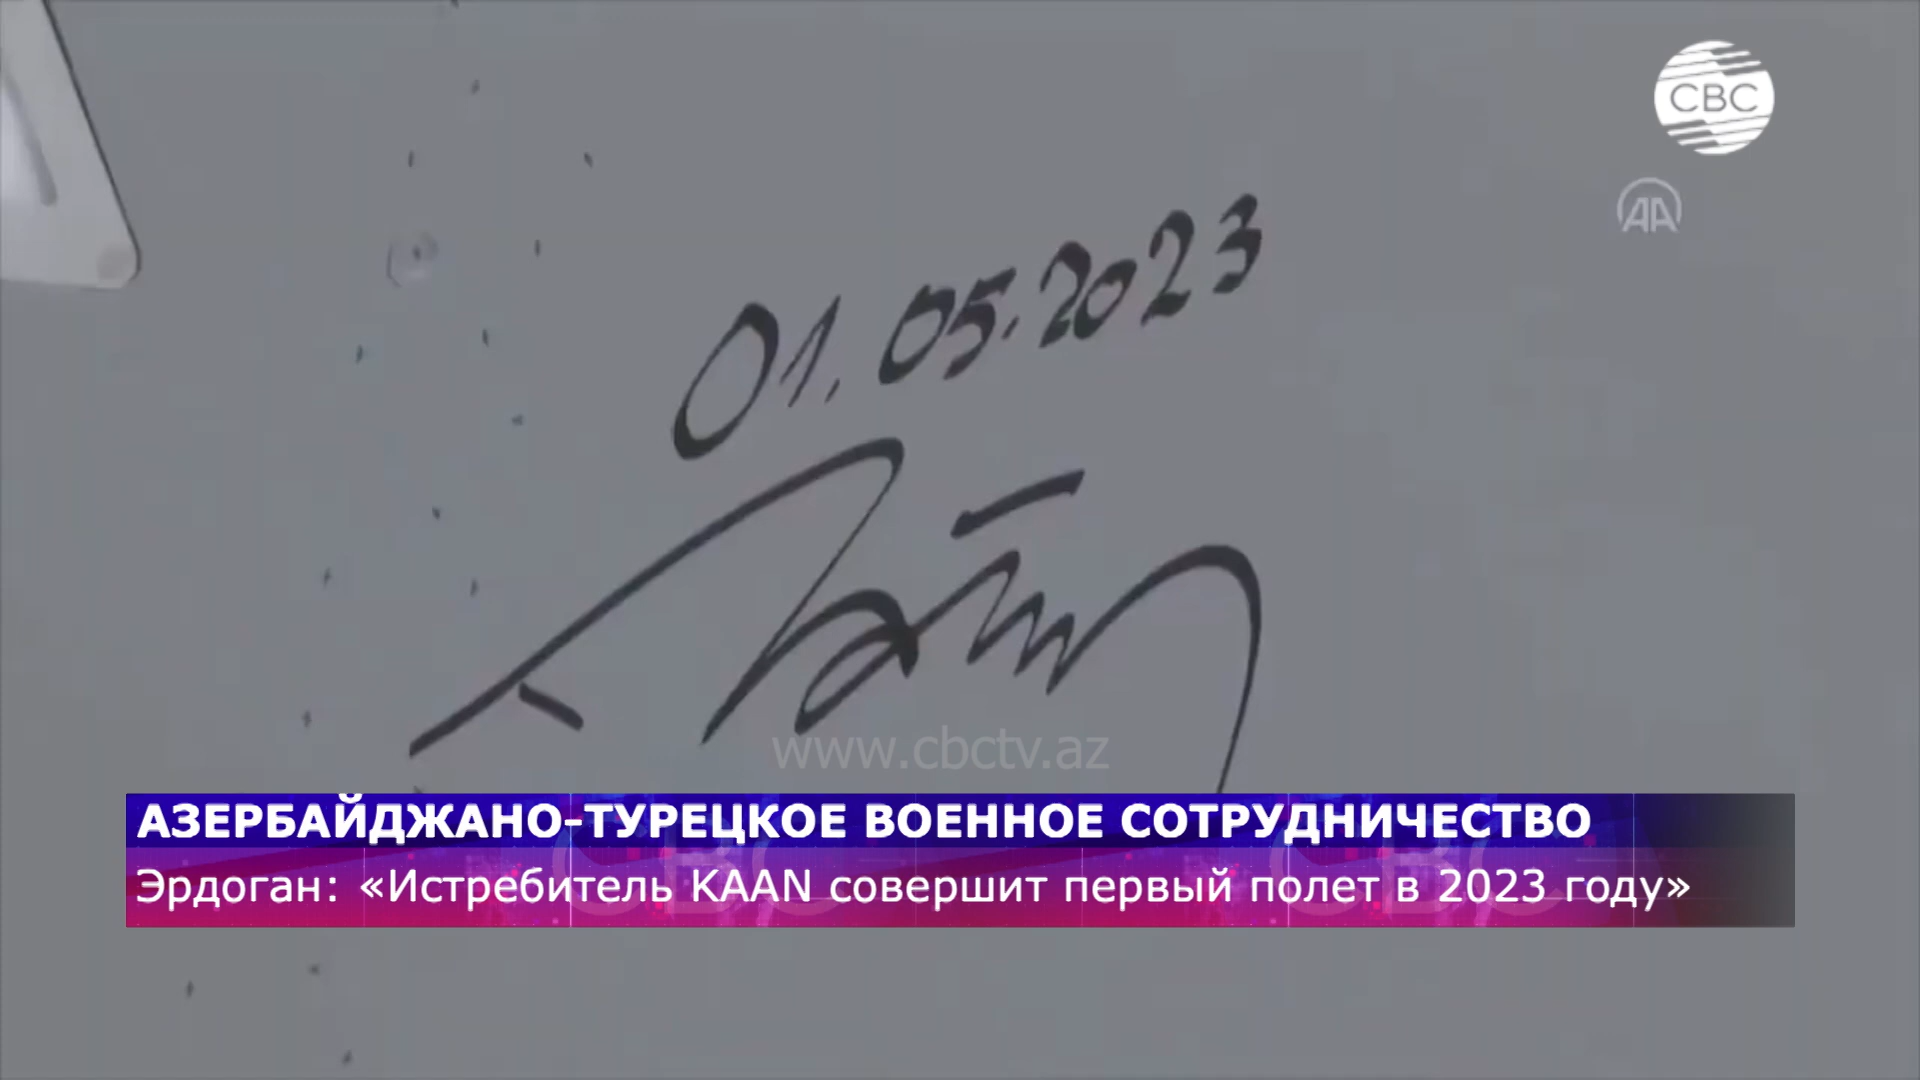 CBC
AA
01.05.2023
www.cbctv.az
АЗЕРБАЙДЖАНО-ТУРЕЦКОЕ ВОЕННОЕ СОТРУДНИЧЕСТВО
Эрдоган: «Истребитель KAAN совершит первый полет в 2023 году»